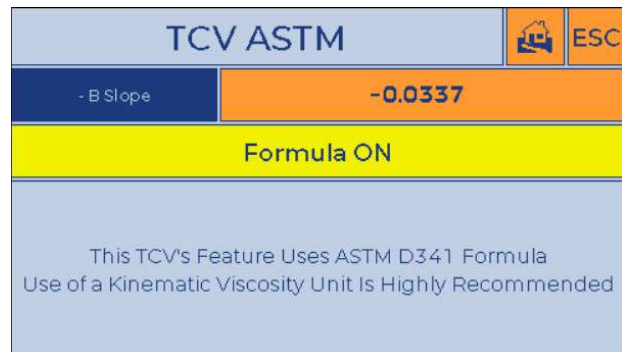 TCV ASTM
ESC
- B Slope
-0.0337
Formula ON
This TCV's Feature Uses ASTM D341 Formula
Use of a Kinematic Viscosity Unit Is Highly Recommended